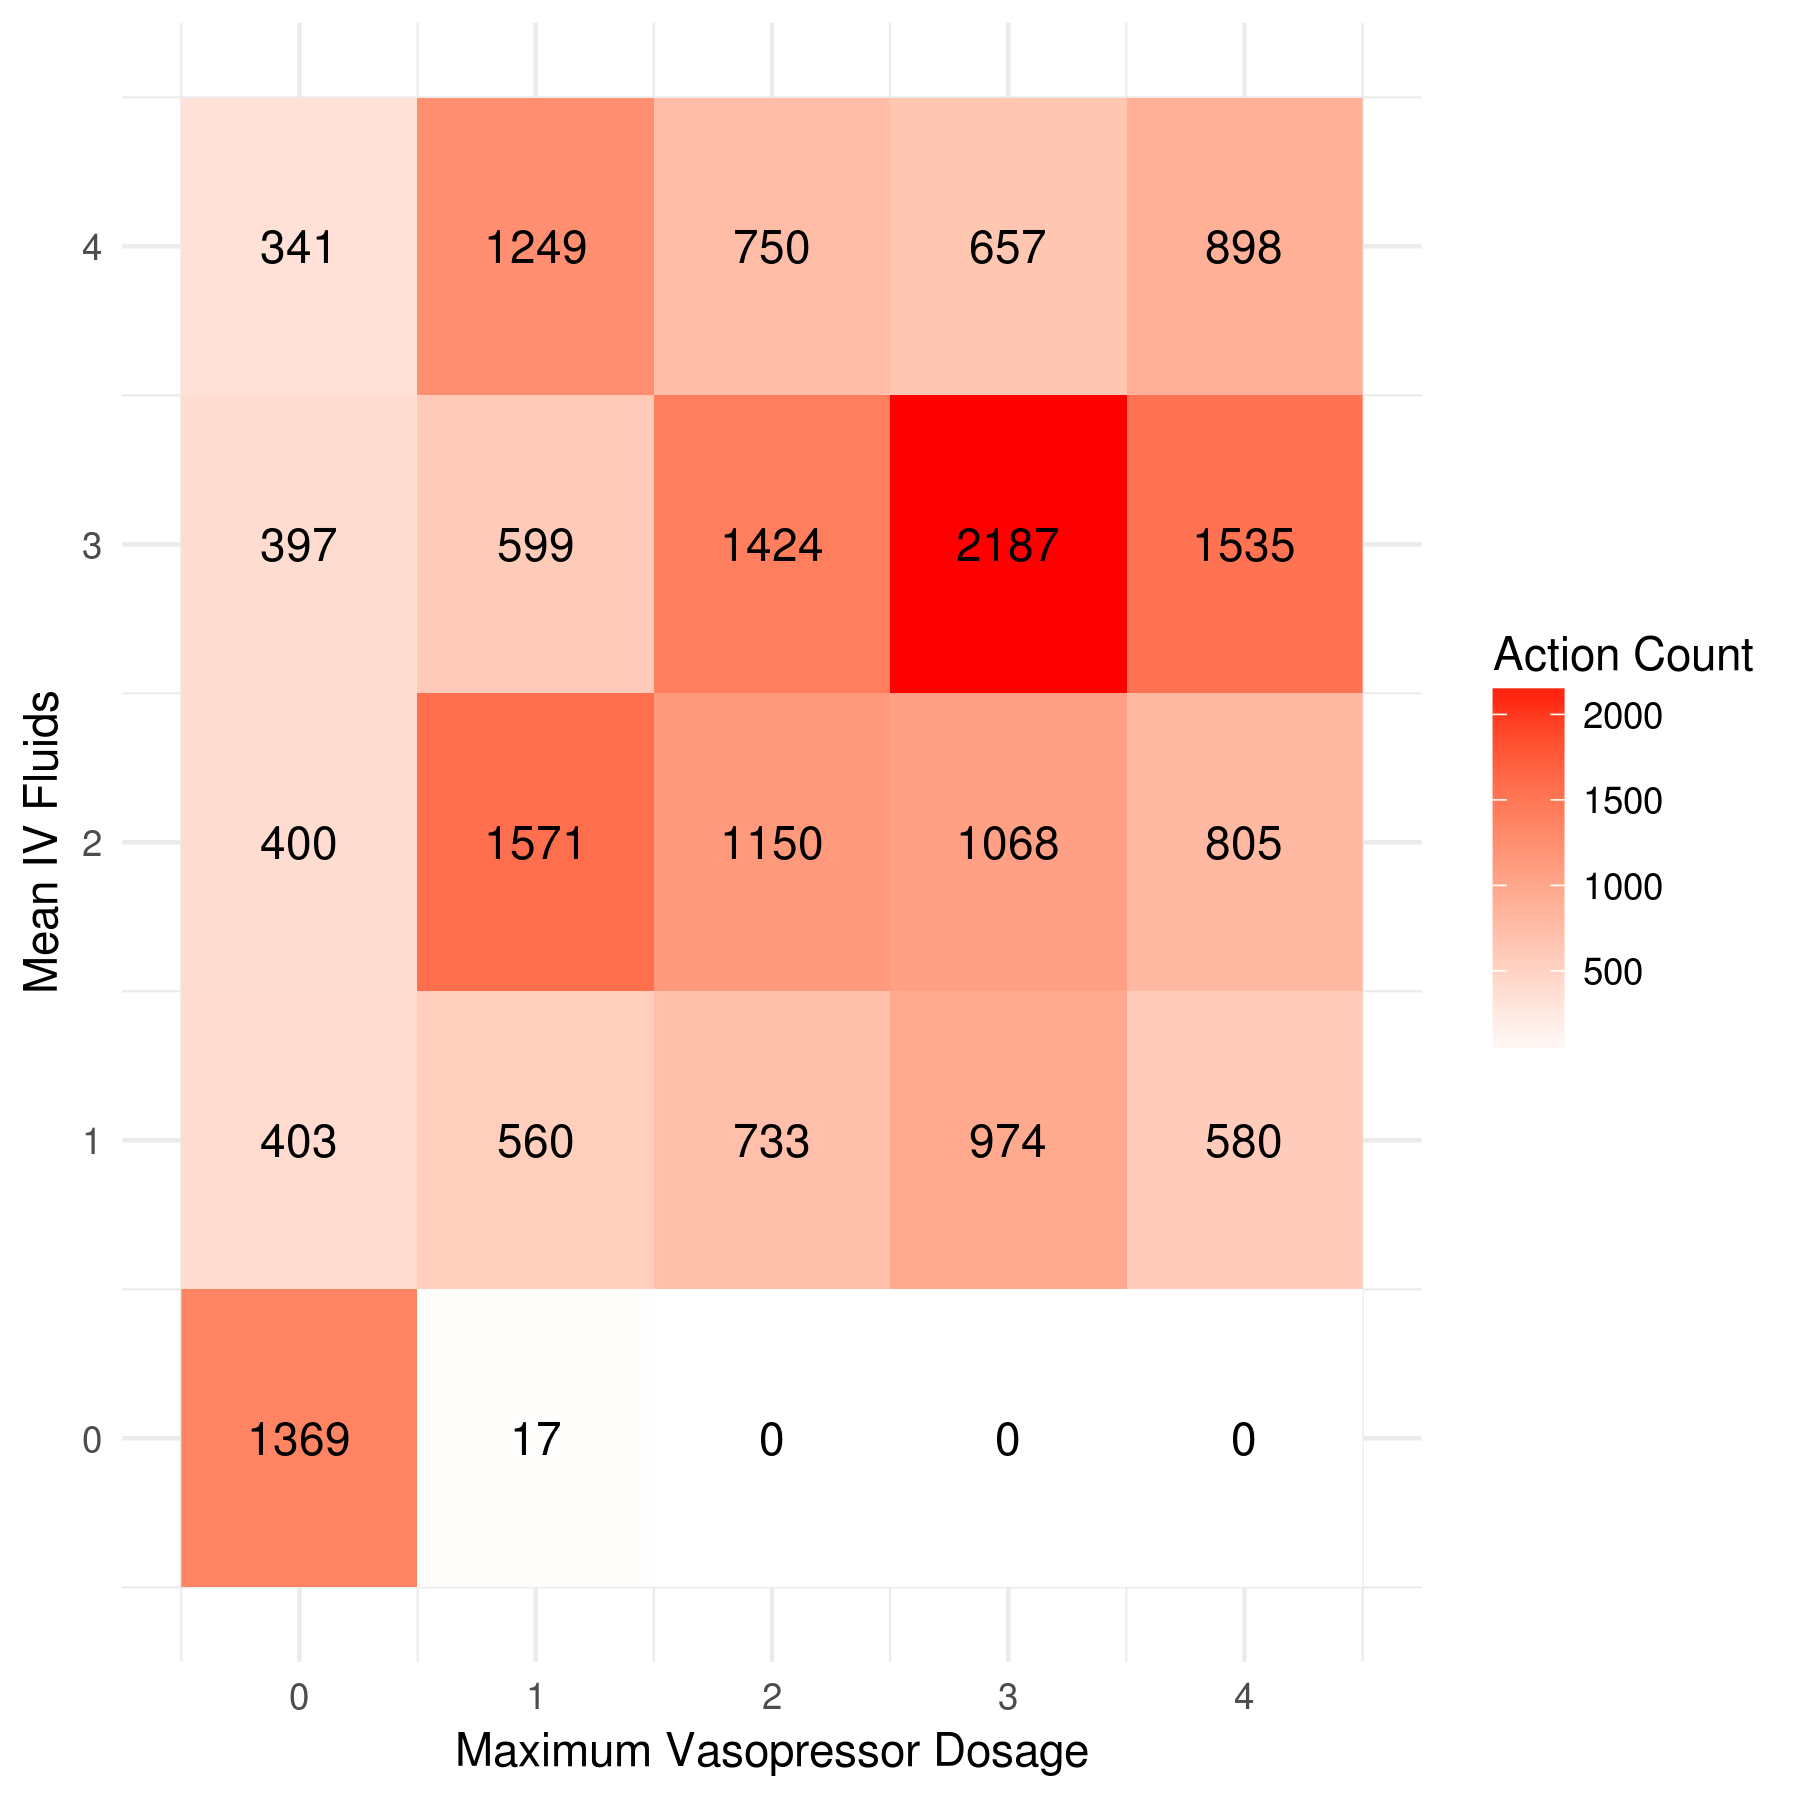 4 341 1249 750 657 898
3 397 599 1424 2187 1535
2 400 1571 1150 1068 805
1 403 560 733 974 580
0 1369 17 0 0 0
0 1 2 3 4
Maximum Vasopressor Dosage
Mean IV Fluids
Action Count
2000
1500
1000
500